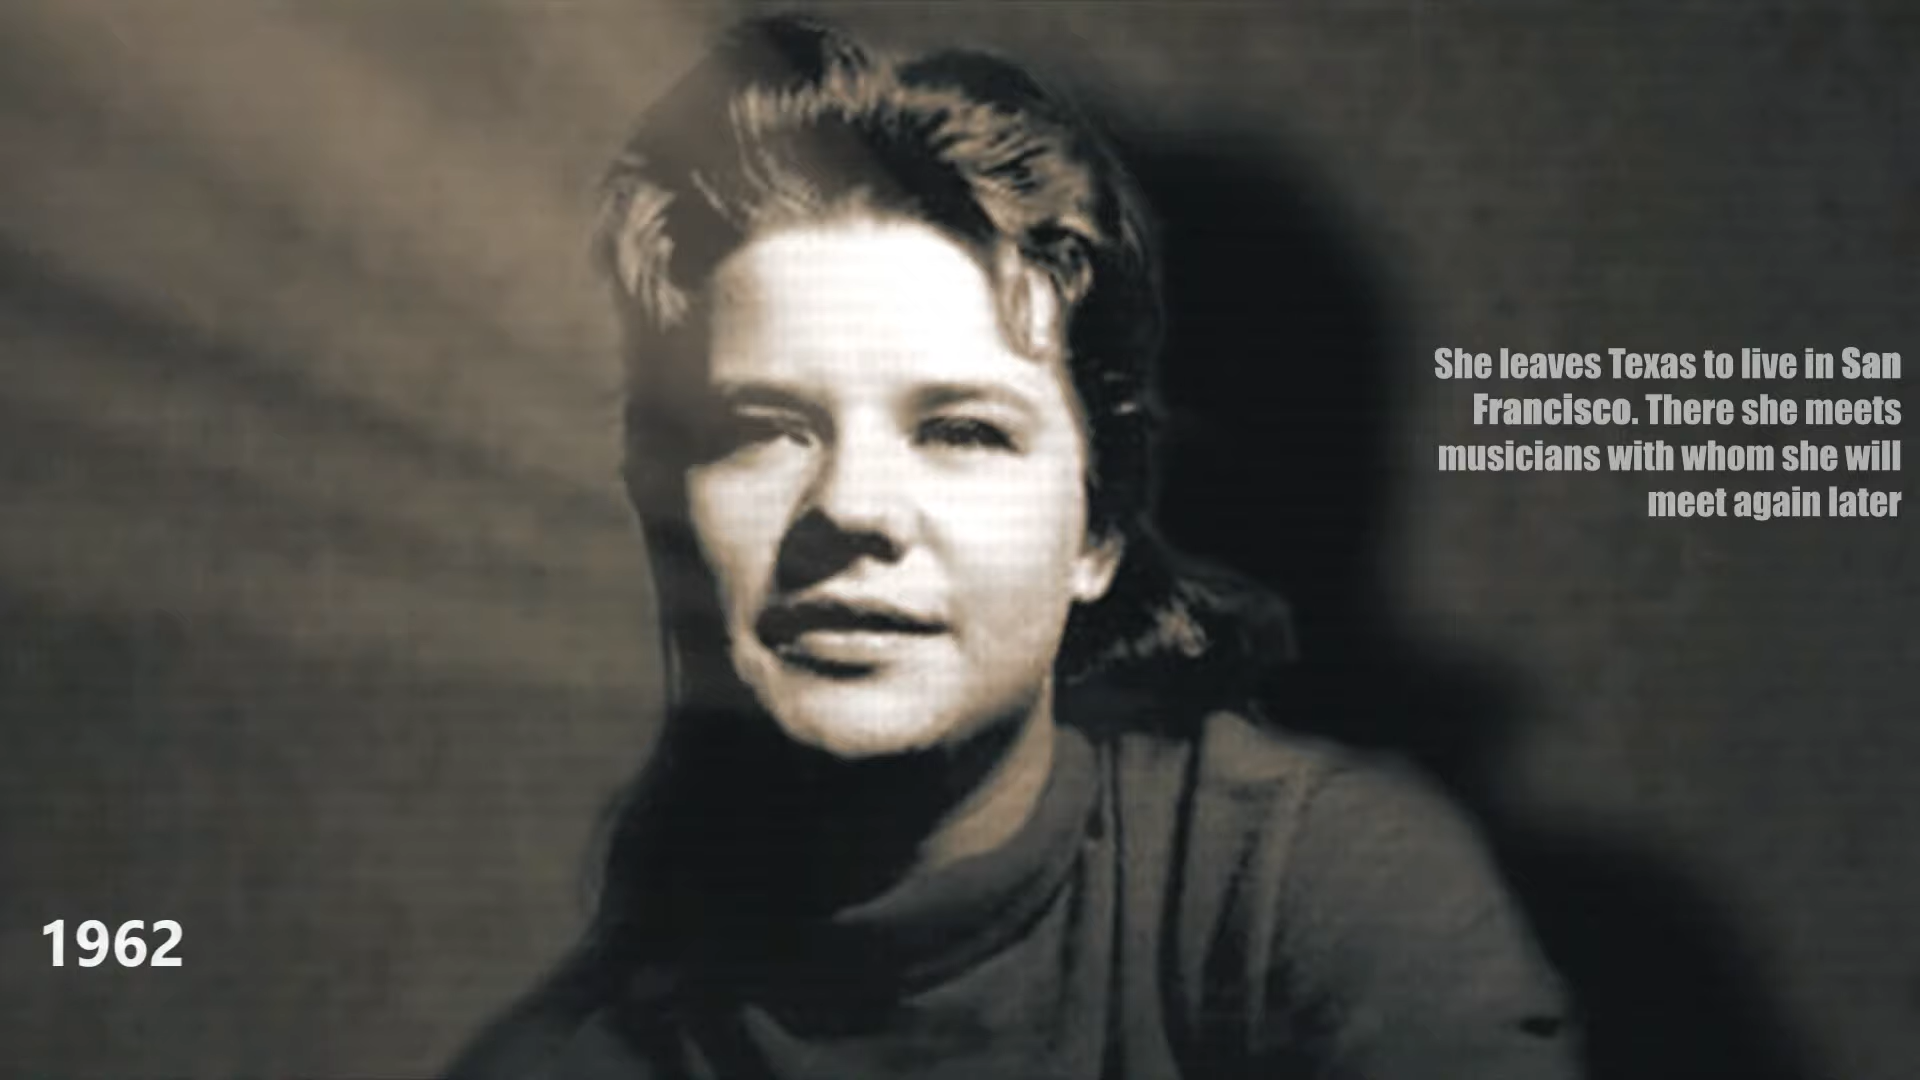 She leaves Texas to live in San
Francisco. There she meets
musicians with whom she will
meet again later
1962